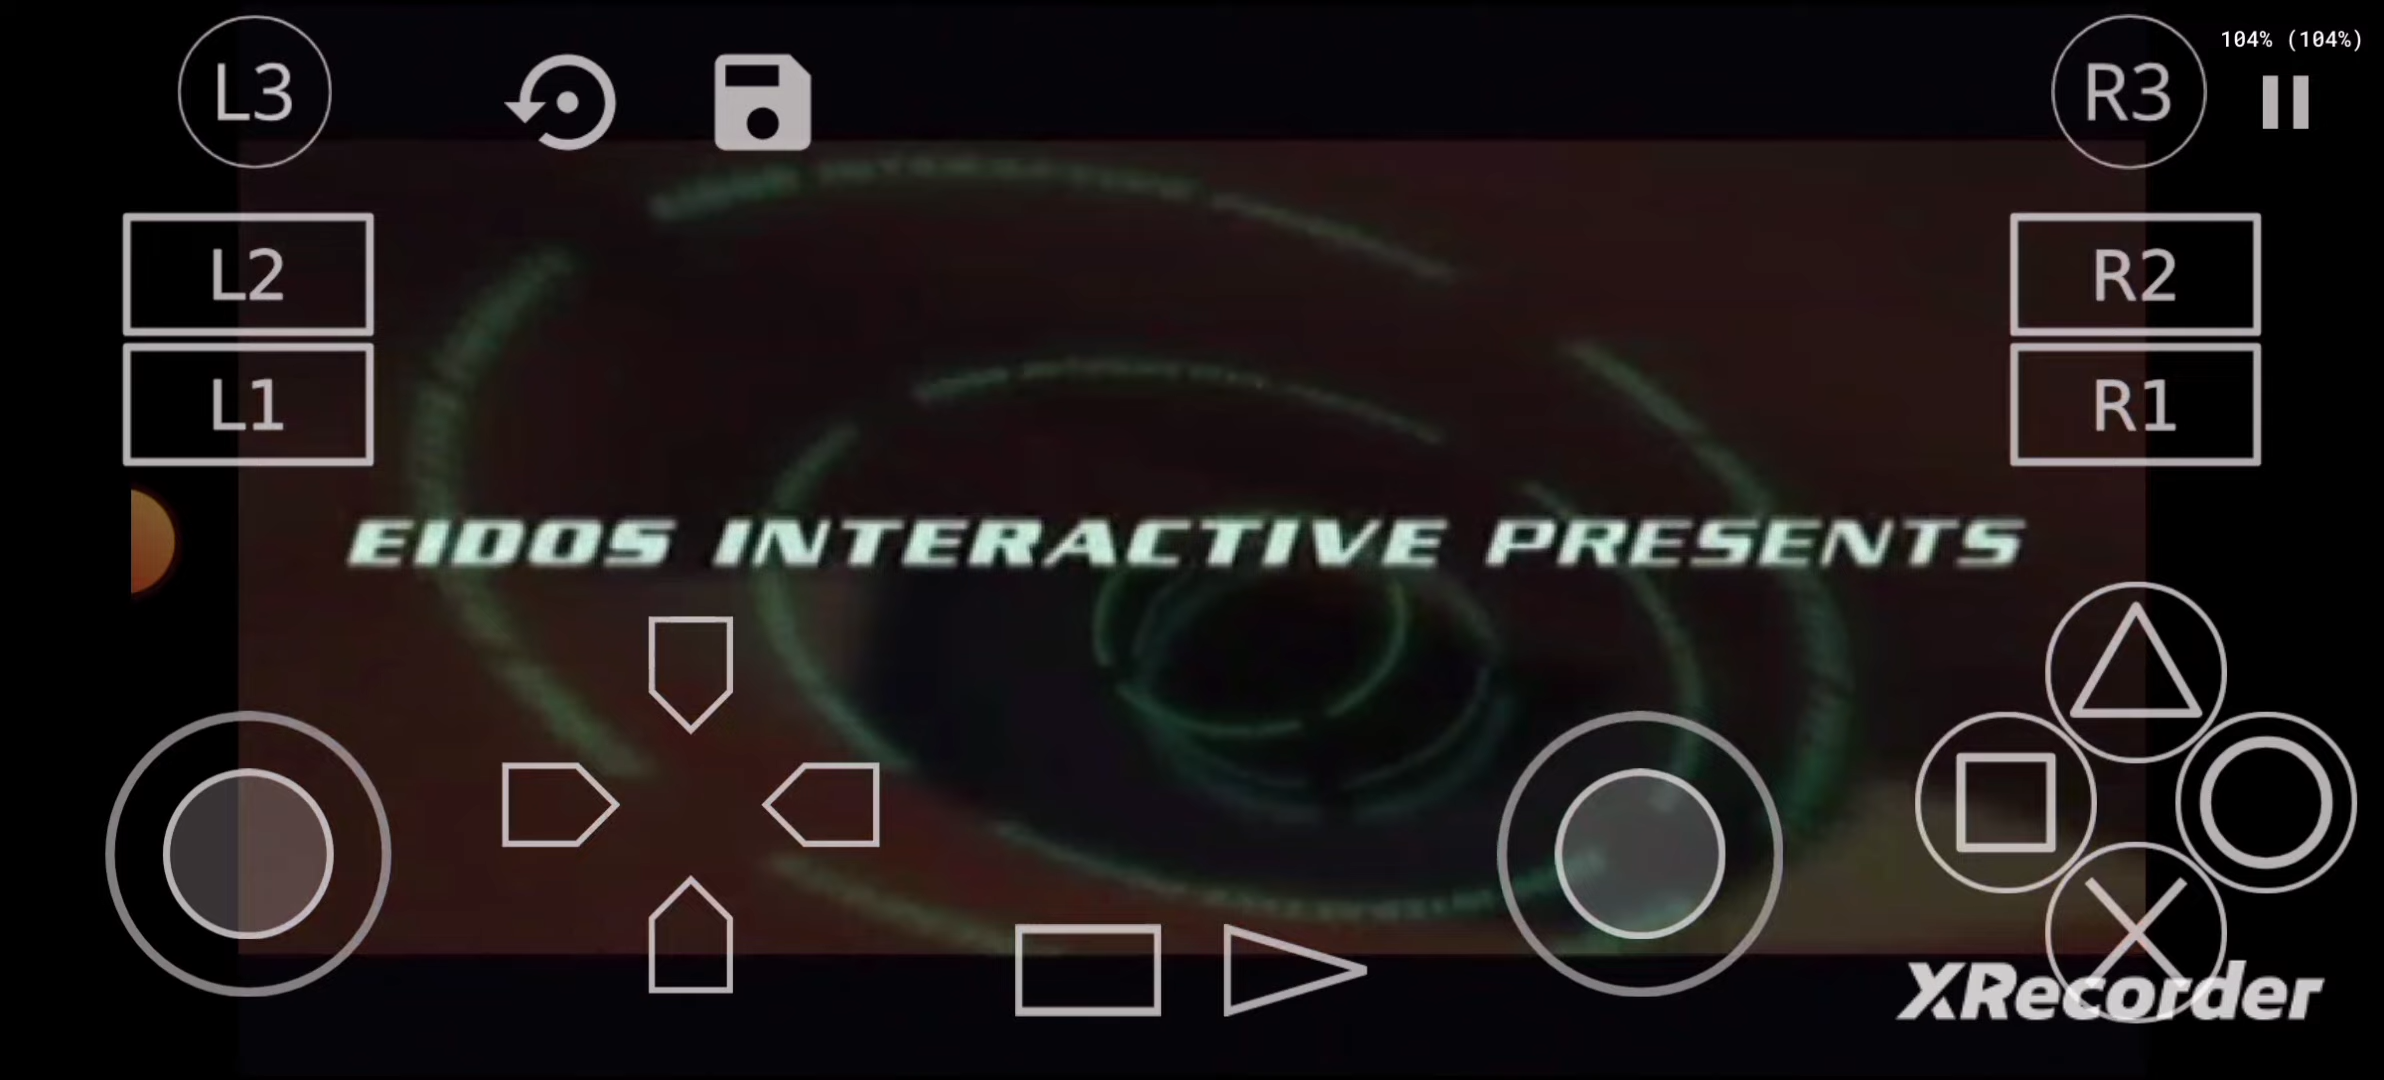 104% (104%)
L3
R3
L2
R2
L1
R1
EIDOS INTERACTIVE PRESENTS
XRecorder